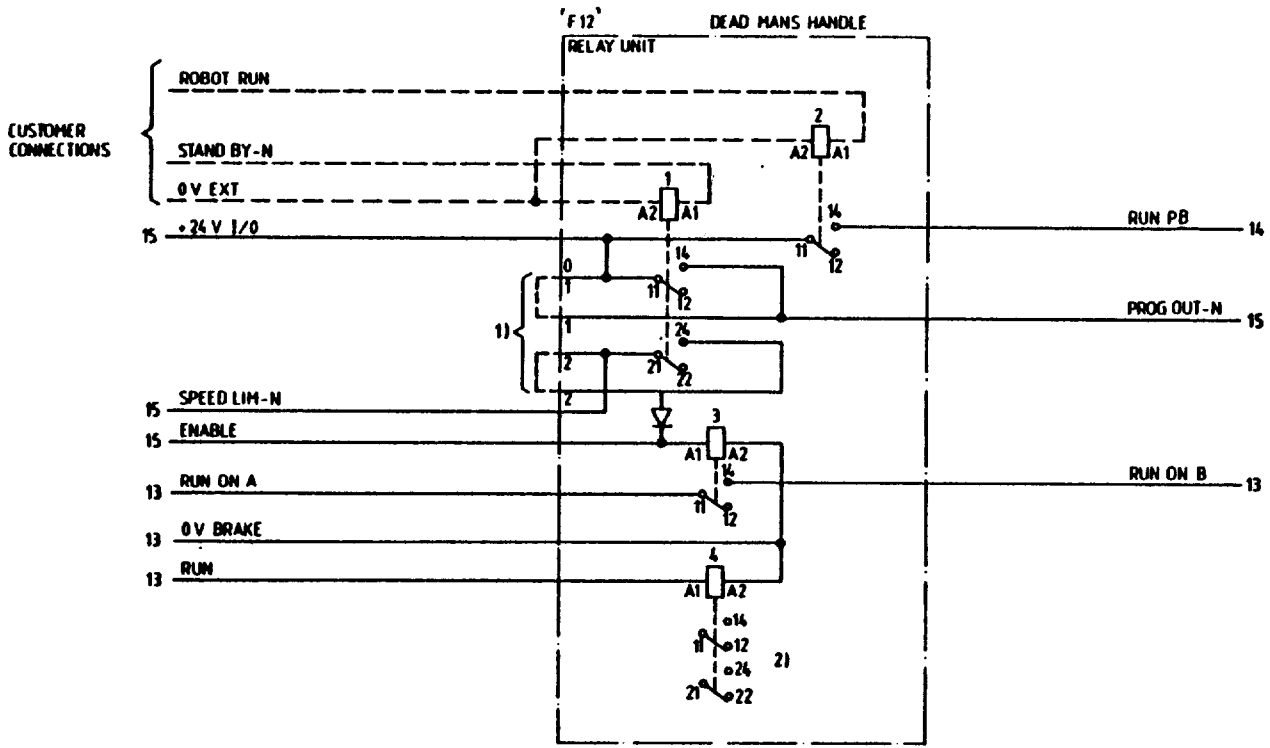 'F12' DEAD MANS HANDLE
RELAY UNIT
ROBOT RUN
CUSTOMER
CONNECTIONS
2
A2 A1
STAND BY-N
1
0V EXT
A2 A1
14
RUN PB 14
15 +24 V I/O
11
12
14
0
1
11
12
PROG OUT-N 15
1)
1
24
2
21
22
2
15 SPEED LIM-N
3
15 ENABLE
A1 A2
14
RUN ON B 13
13 RUN ON A
11
12
13 0V BRAKE
4
13 RUN
A1 A2
14
11 12
2)
24
21 22